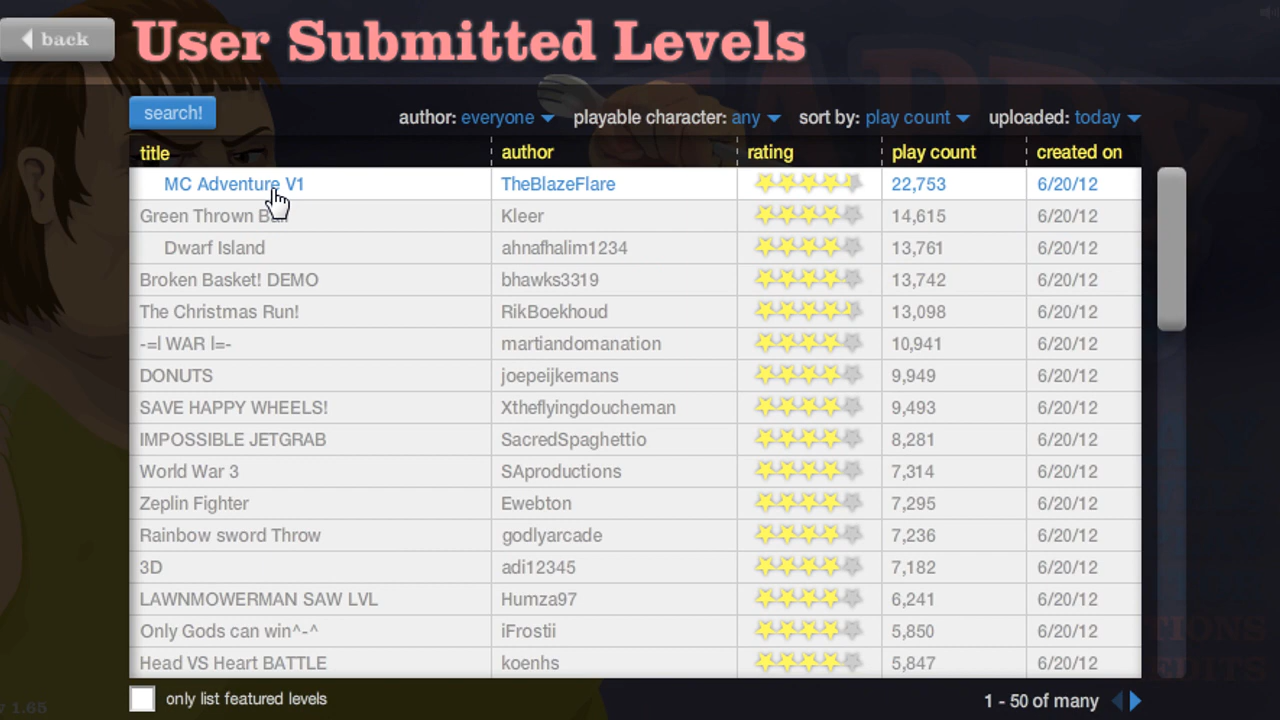 back
User Submitted Levels
search!
author: everyone playable character: any sort by: play count uploaded: today
title author rating play count created on
MC Adventure V1 TheBlazeFlare 22,753 6/20/12
Green Thrown Kleer 14,615 6/20/12
Dwarf Island ahnafhalim1234 13,761 6/20/12
Broken Basket! DEMO bhawks3319 13,742 6/20/12
The Christmas Run! RikBoekhoud 13,098 6/20/12
-=l WAR l=- martiandomanation 10,941 6/20/12
DONUTS joepeijkemans 9,949 6/20/12
SAVE HAPPY WHEELS! Xtheflyingdoucheman 9,493 6/20/12
IMPOSSIBLE JETGRAB SacredSpaghettio 8,281 6/20/12
World War 3 SAproductions 7,314 6/20/12
Zeplin Fighter Ewebton 7,295 6/20/12
Rainbow sword Throw godlyarcade 7,236 6/20/12
3D adi12345 7,182 6/20/12
LAWNMOWERMAN SAW LVL Humza97 6,241 6/20/12
Only Gods can win^-^ iFrostii 5,850 6/20/12
Head VS Heart BATTLE koenhs 5,847 6/20/12
only list featured levels 1 - 50 of many
v 1.65